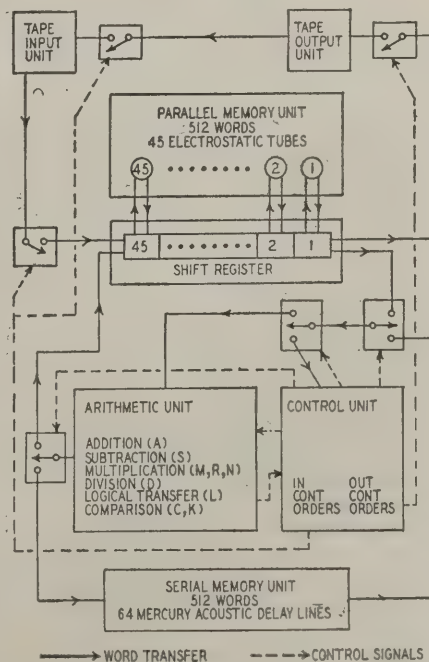 TAPE
INPUT
UNIT
TAPE
OUTPUT
UNIT
PARALLEL MEMORY UNIT
512 WORDS
45 ELECTROSTATIC TUBES
45 2 1
45 2 1
SHIFT REGISTER
ARITHMETIC UNIT
ADDITION (A)
SUBTRACTION (S)
MULTIPLICATION (M,R,N)
DIVISION (D)
LOGICAL TRANSFER (L)
COMPARISON (C,K)
CONTROL UNIT
IN OUT
CONT CONT
ORDERS ORDERS
SERIAL MEMORY UNIT
512 WORDS
64 MERCURY ACOUSTIC DELAY LINES
WORD TRANSFER CONTROL SIGNALS